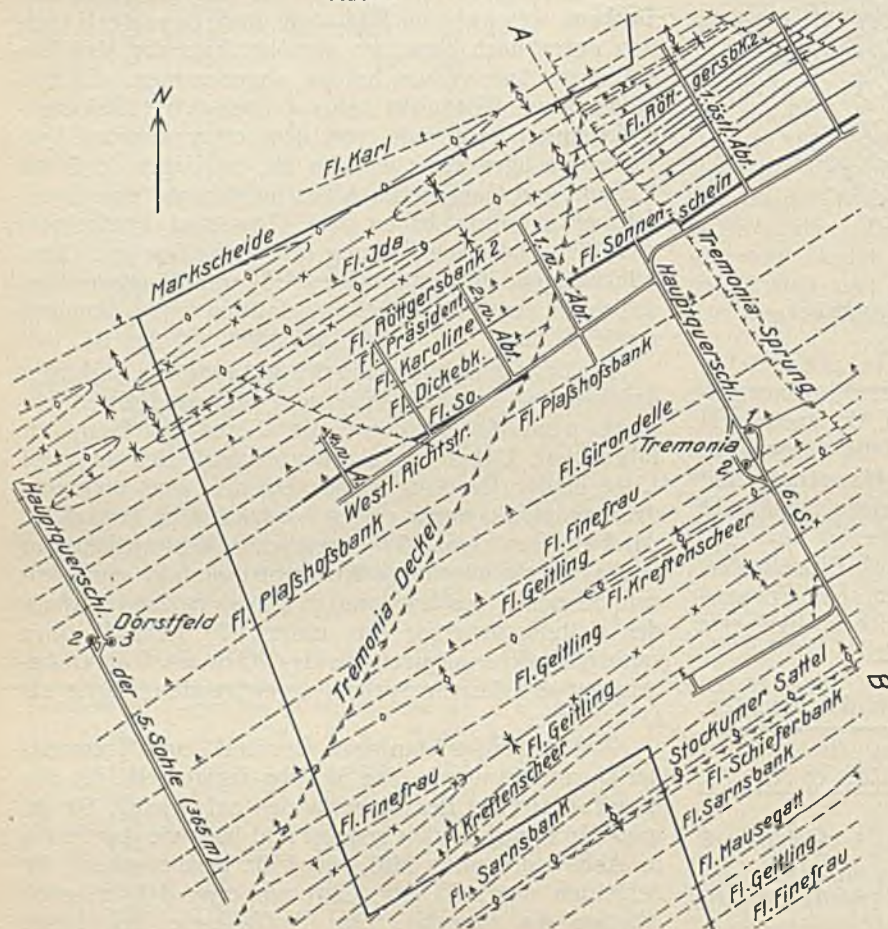 A
N
Fl. Karl
Markscheide
Fl. Jda
Fl. Röttgersbk. 2
1. östl. Abt.
Fl. Sonnenschein
Tremonia-Sprung
Fl. Röttgersbank 2
Fl. Präsident
Fl. Karoline
Fl. Dickebk.
Fl. So.
1. w. Abt.
2. w. Abt.
4. w. A.
Westl. Richtstr.
Fl. Plaßhofsbank
Hauptquerschl.
1
Tremonia
2
6. S.
Fl. Girondelle
Fl. Finefrau
Fl. Geitling
Fl. Kreftenscheer
Fl. Plaßhofsbank
Tremonia-Deckel
Hauptquerschl. der 5. Sohle (365 m)
2 3
Dorstfeld
Fl. Geitling
Fl. Geitling
Fl. Finefrau
Fl. Kreftenscheer
Stockumer Sattel
B
Fl. Schieferbank
Fl. Sarnsbank
Fl. Sarnsbank
Fl. Mausegatt
Fl. Geitling
Fl. Finefrau